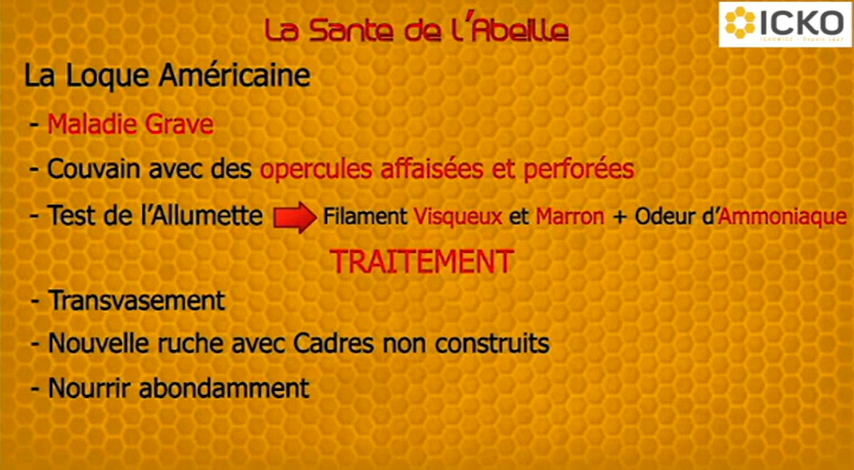 La Sante de l'Abeille
ICKO
La Loque Américaine
- Maladie Grave
- Couvain avec des opercules affaisées et perforées
- Test de l'Allumette Filament Visqueux et Marron + Odeur d'Ammoniaque
TRAITEMENT
- Transvasement
- Nouvelle ruche avec Cadres non construits
- Nourrir abondamment